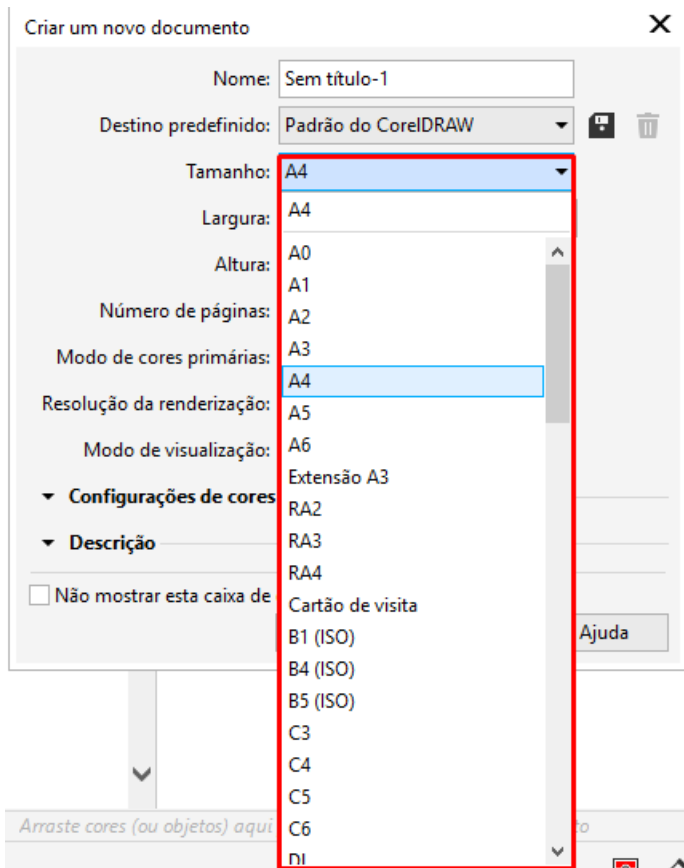 Criar um novo documento
Nome: Sem título-1
Destino predefinido: Padrão do CorelDRAW
Tamanho: A4
Largura: A4
Altura: A0
A1
Número de páginas: A2
Modo de cores primárias: A3
A4
Resolução da renderização: A5
Modo de visualização: A6
Extensão A3
Configurações de cores
RA2
Descrição RA3
RA4
Não mostrar esta caixa de
Cartão de visita
B1 (ISO) Ajuda
B4 (ISO)
B5 (ISO)
C3
C4
C5
Arraste cores (ou objetos) aqui C6 to